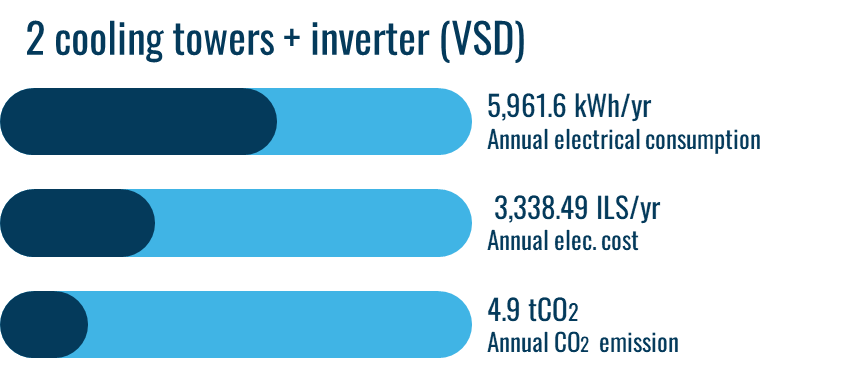 2 cooling towers + inverter (VSD)
5,961.6 kWh/yr
Annual electrical consumption
3,338.49 ILS/yr
Annual elec. cost
4.9 tCO2
Annual CO2 emission